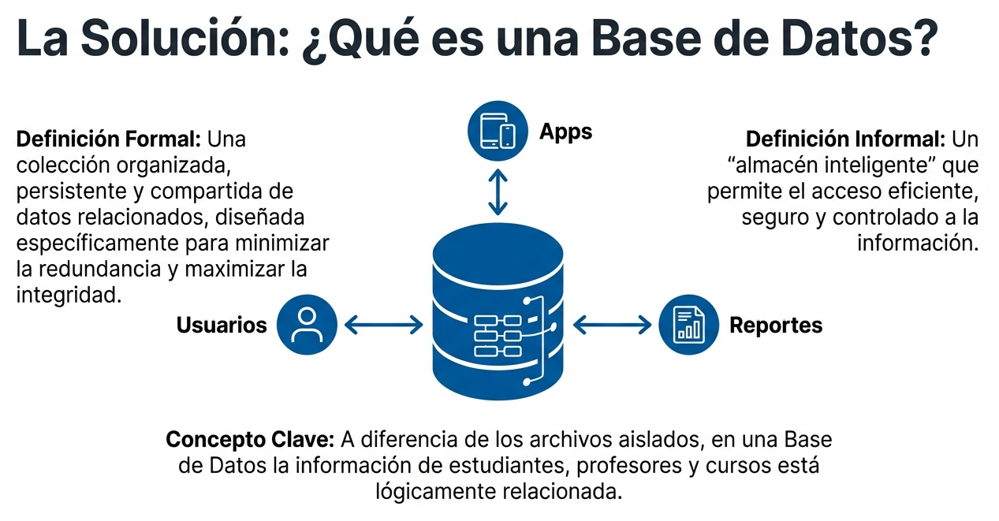 La Solución: ¿Qué es una Base de Datos?
Definición Formal: Una
colección organizada,
persistente y compartida de
datos relacionados, diseñada
específicamente para minimizar
la redundancia y maximizar la
integridad.
Apps
Definición Informal: Un
“almacén inteligente” que
permite el acceso eficiente,
seguro y controlado a la
información.
Usuarios
Reportes
Concepto Clave: A diferencia de los archivos aislados, en una Base
de Datos la información de estudiantes, profesores y cursos está
lógicamente relacionada.